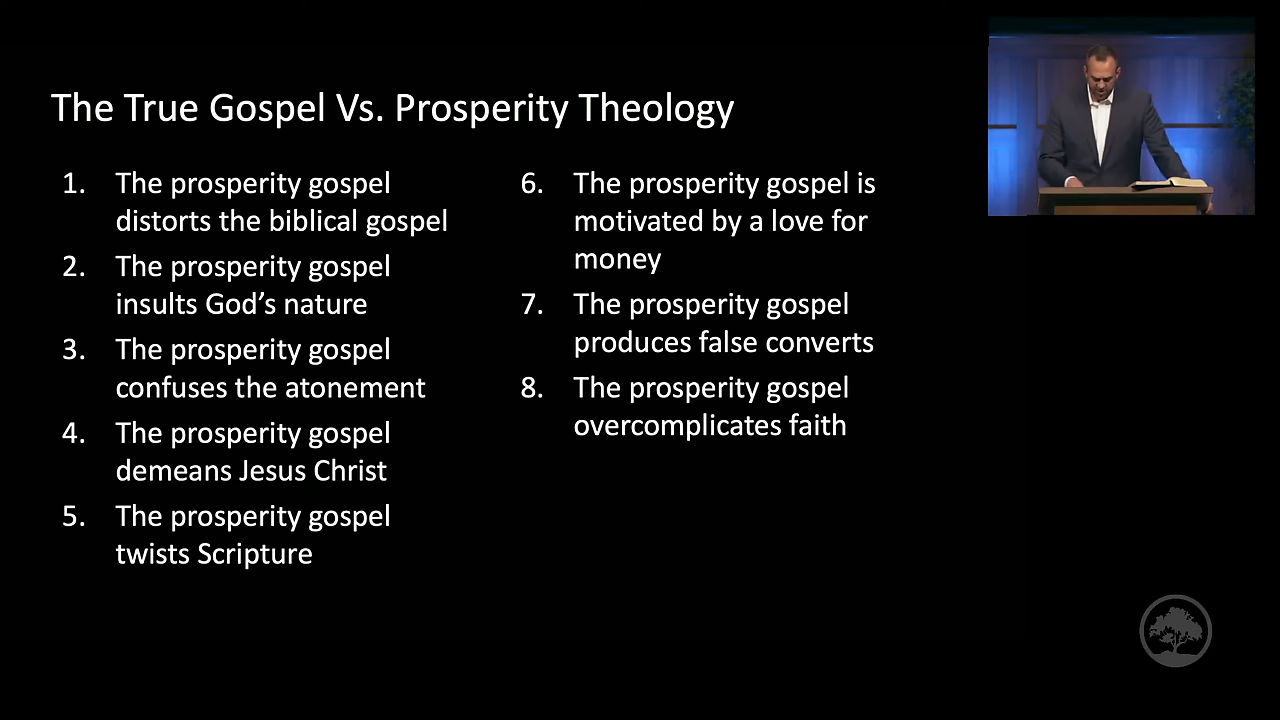 The True Gospel Vs. Prosperity Theology
1. The prosperity gospel
distorts the biblical gospel
2. The prosperity gospel
insults God’s nature
3. The prosperity gospel
confuses the atonement
4. The prosperity gospel
demeans Jesus Christ
5. The prosperity gospel
twists Scripture
6. The prosperity gospel is
motivated by a love for
money
7. The prosperity gospel
produces false converts
8. The prosperity gospel
overcomplicates faith